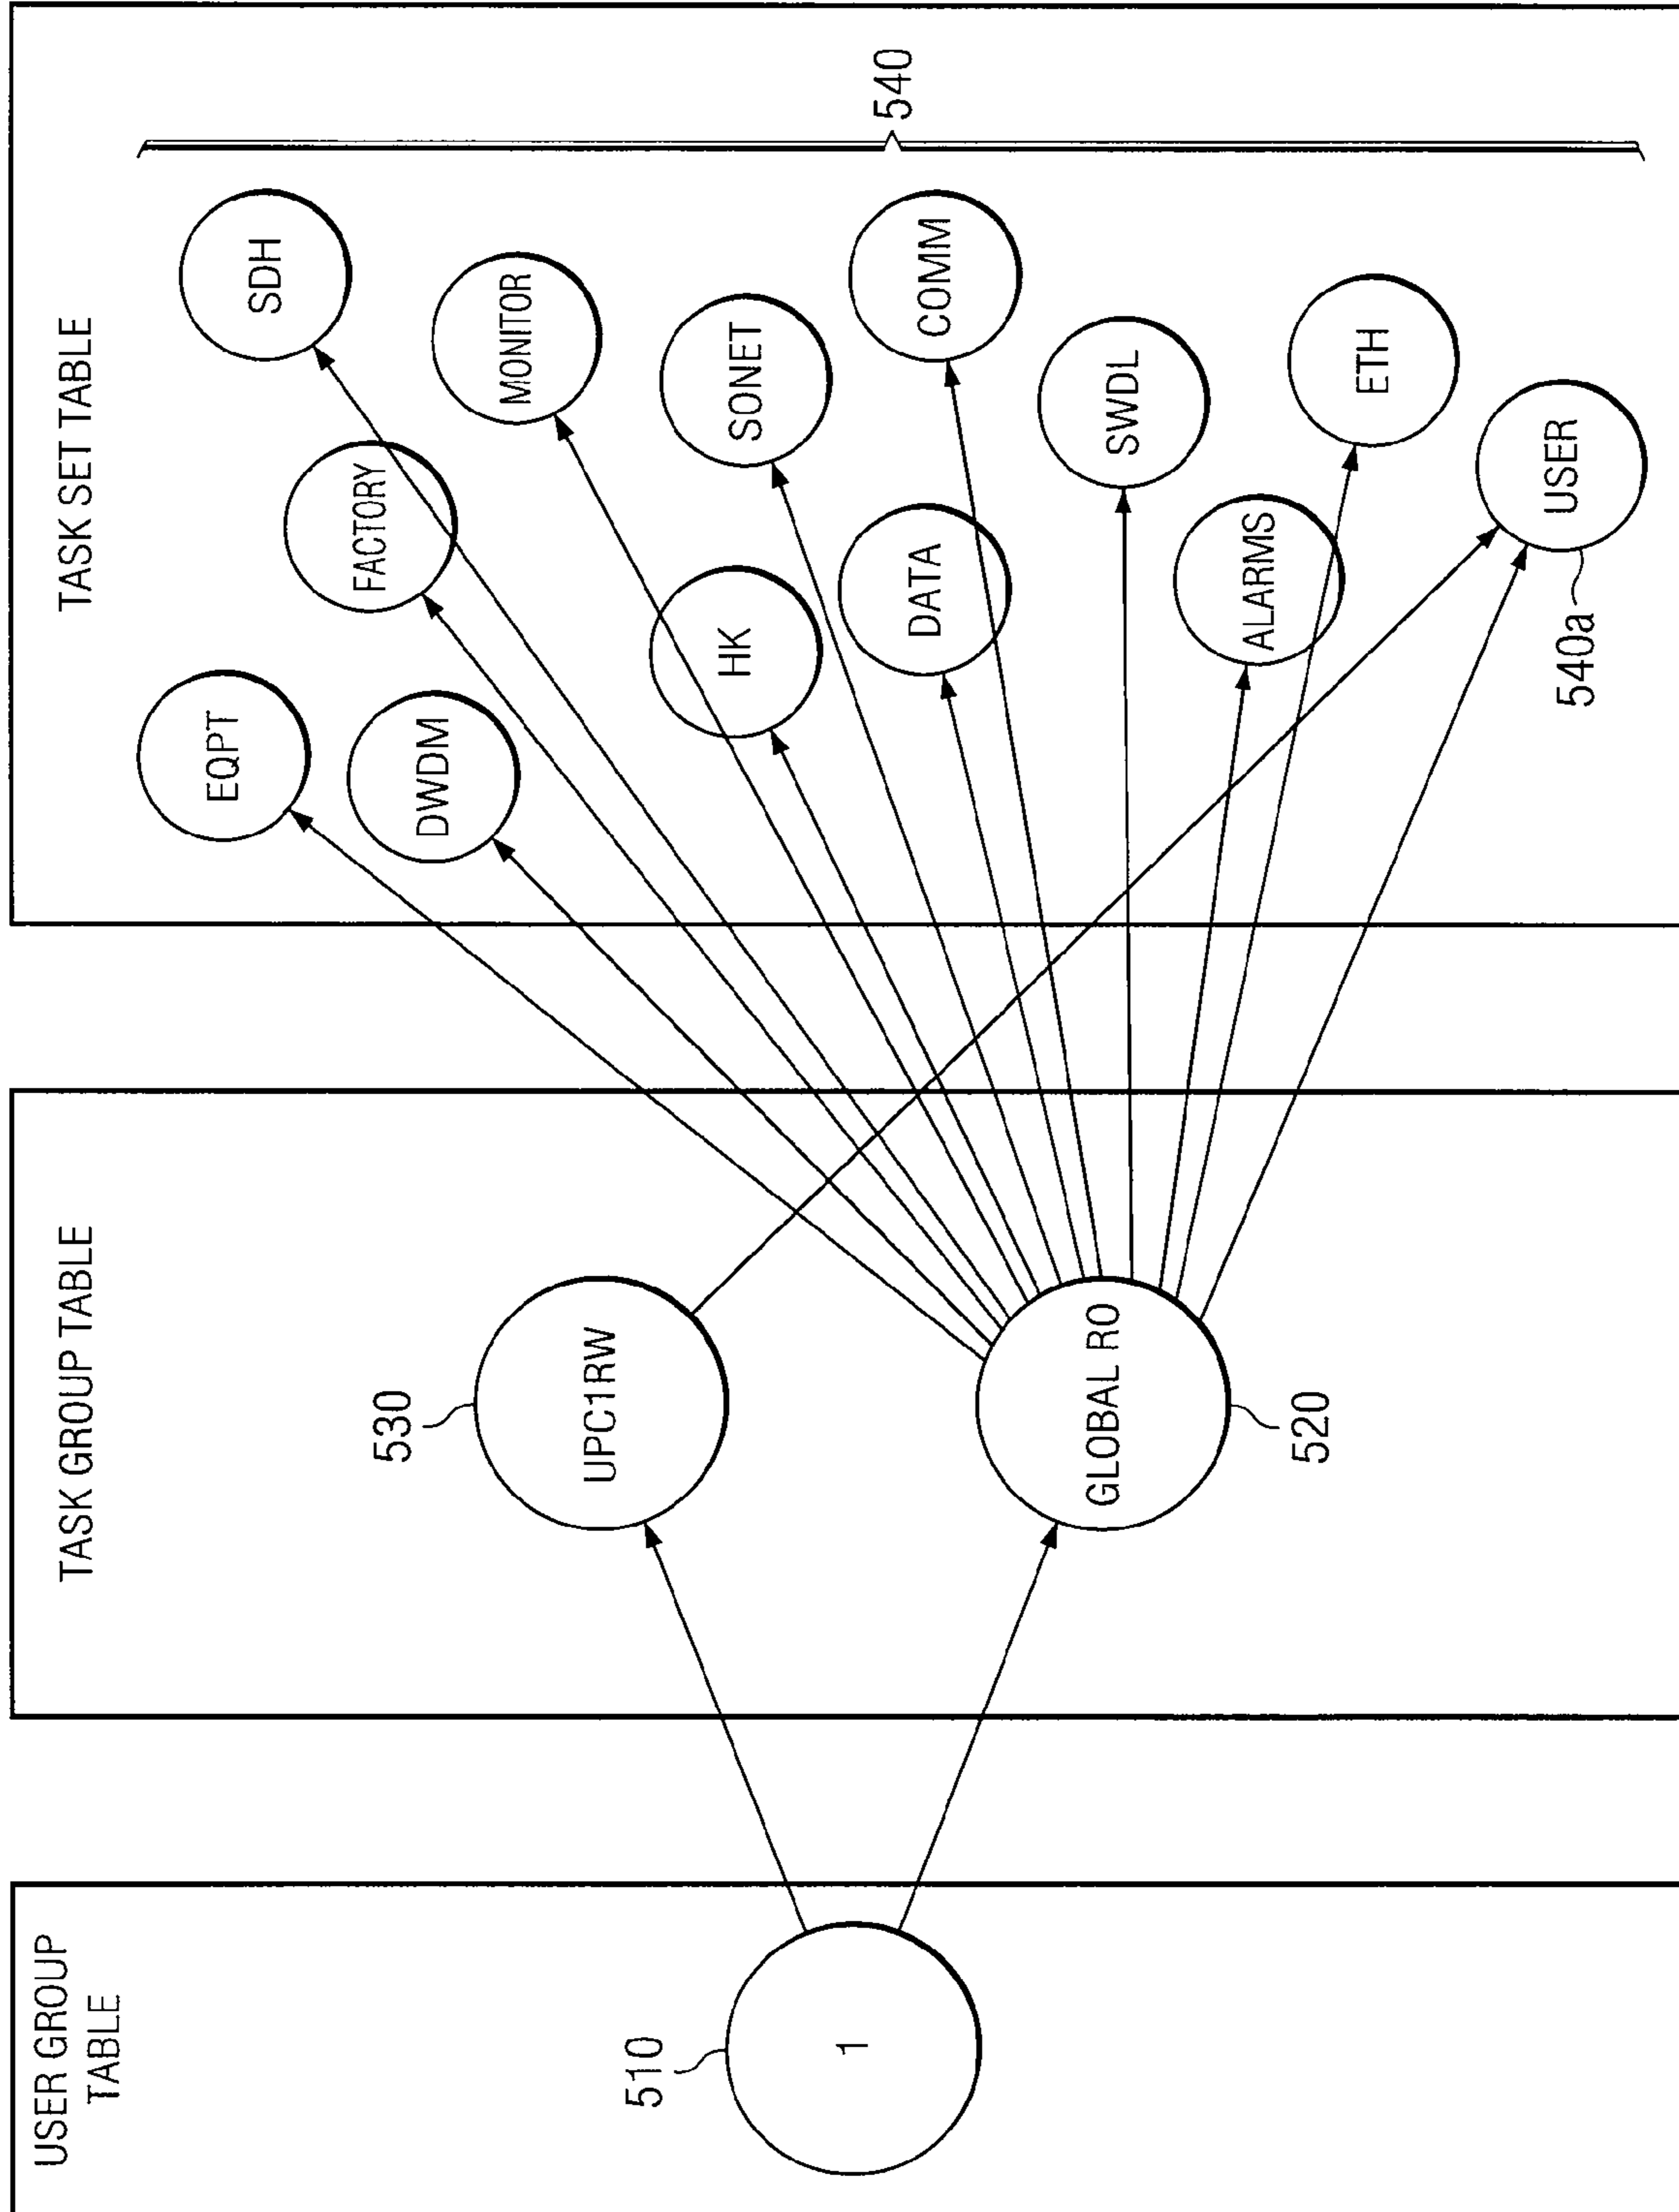 USER GROUP
TABLE
510
1
TASK GROUP TABLE
530
UPC1RW
GLOBAL RO
520
TASK SET TABLE
EQPT
SDH
FACTORY
DWDM
MONITOR
HK
SONET
DATA
COMM
SWDL
ALARMS
ETH
USER
540a
540